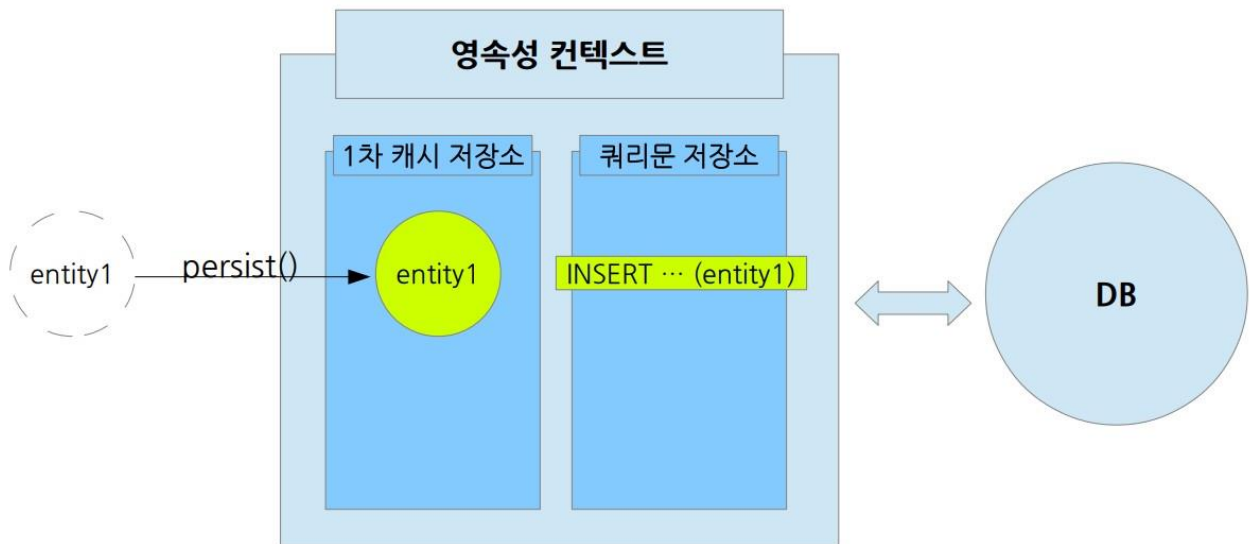 영속성 컨텍스트
1차 캐시 저장소
쿼리문 저장소
entity1
persist()
entity1
INSERT ··· (entity1)
DB